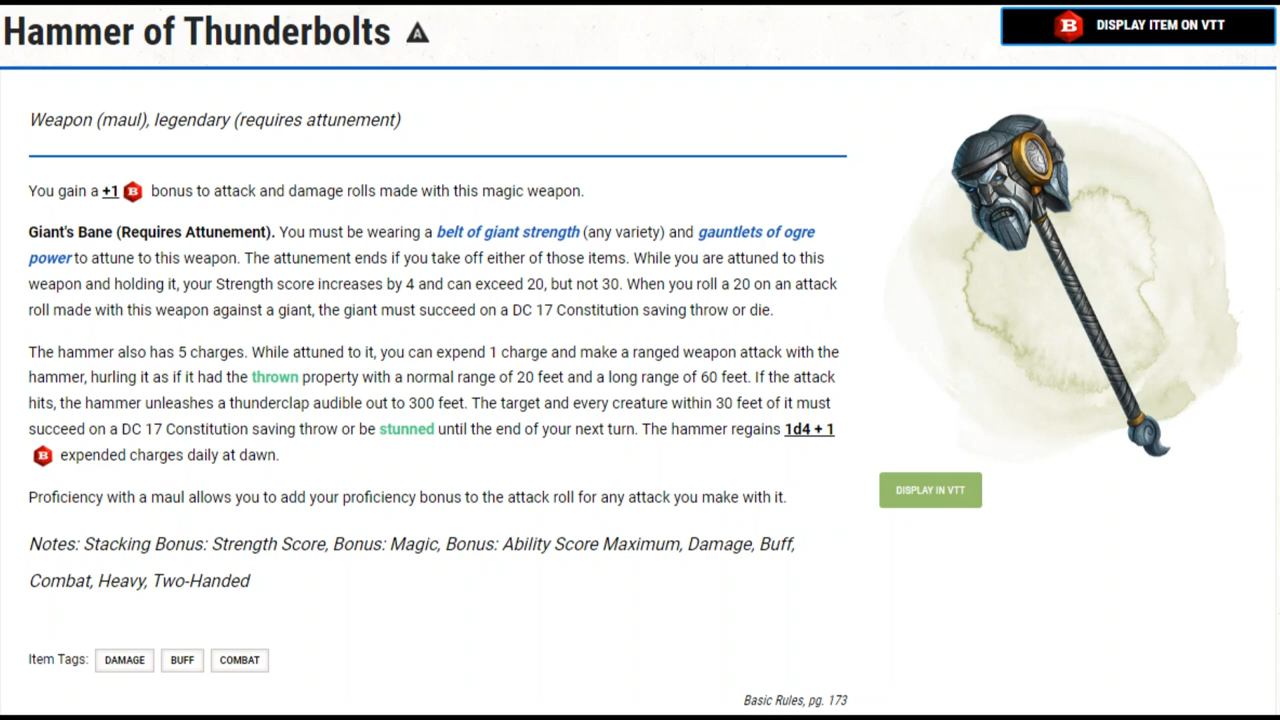 Hammer of Thunderbolts A
B DISPLAY ITEM ON VTT
Weapon (maul), legendary (requires attunement)
You gain a +1 B bonus to attack and damage rolls made with this magic weapon.
Giant's Bane (Requires Attunement). You must be wearing a belt of giant strength (any variety) and gauntlets of ogre
power to attune to this weapon. The attunement ends if you take off either of those items. While you are attuned to this
weapon and holding it, your Strength score increases by 4 and can exceed 20, but not 30. When you roll a 20 on an attack
roll made with this weapon against a giant, the giant must succeed on a DC 17 Constitution saving throw or die.
The hammer also has 5 charges. While attuned to it, you can expend 1 charge and make a ranged weapon attack with the
hammer, hurling it as if it had the thrown property with a normal range of 20 feet and a long range of 60 feet. If the attack
hits, the hammer unleashes a thunderclap audible out to 300 feet. The target and every creature within 30 feet of it must
succeed on a DC 17 Constitution saving throw or be stunned until the end of your next turn. The hammer regains 1d4 + 1
B expended charges daily at dawn.
Proficiency with a maul allows you to add your proficiency bonus to the attack roll for any attack you make with it.
Notes: Stacking Bonus: Strength Score, Bonus: Magic, Bonus: Ability Score Maximum, Damage, Buff,
Combat, Heavy, Two-Handed
DISPLAY IN VTT
Item Tags: DAMAGE BUFF COMBAT
Basic Rules, pg. 173